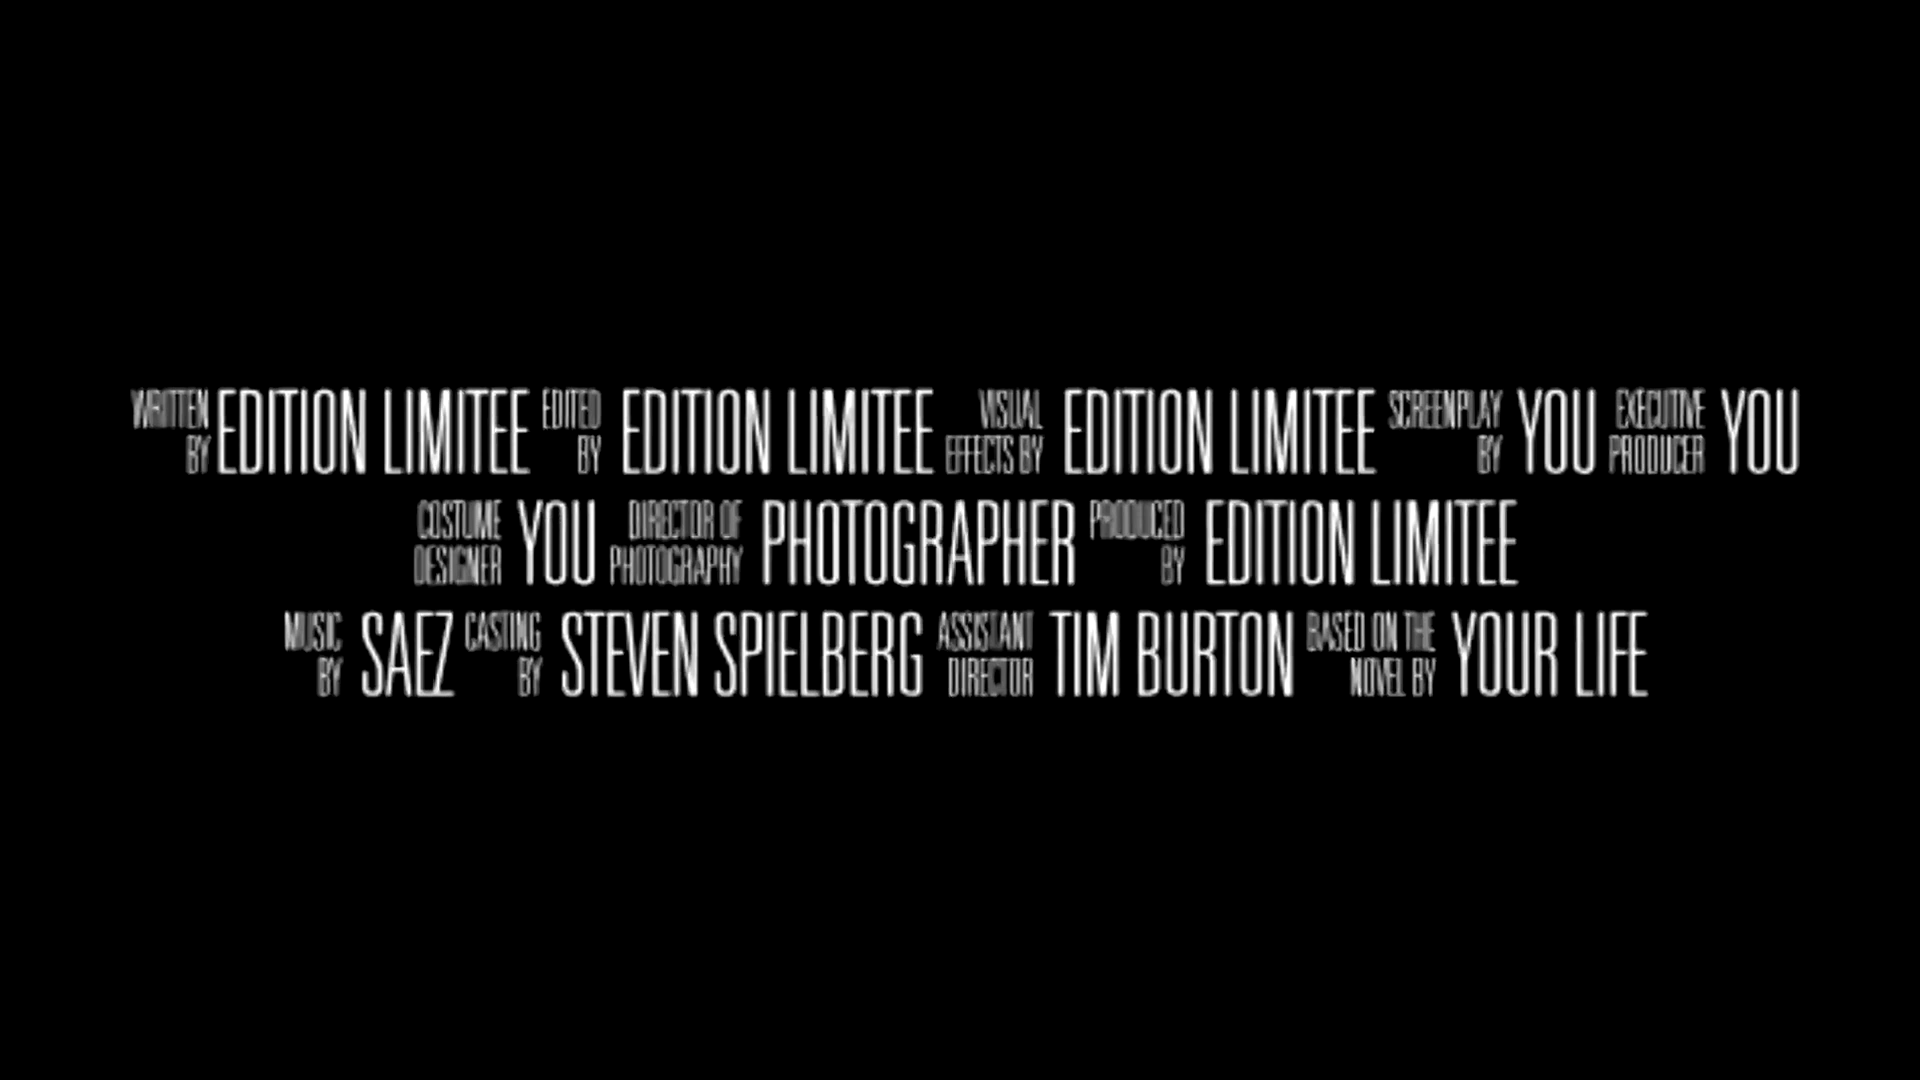 WRITTEN BY EDITION LIMITEE EDITED BY EDITION LIMITEE VISUAL EFFECTS BY EDITION LIMITEE SCREENPLAY BY YOU EXECUTIVE PRODUCER YOU
COSTUME DESIGNER YOU DIRECTOR OF PHOTOGRAPHY PHOTOGRAPHER PRODUCED BY EDITION LIMITEE
MUSIC BY SAEZ CASTING BY STEVEN SPIELBERG ASSISTANT DIRECTOR TIM BURTON BASED ON THE NOVEL BY YOUR LIFE